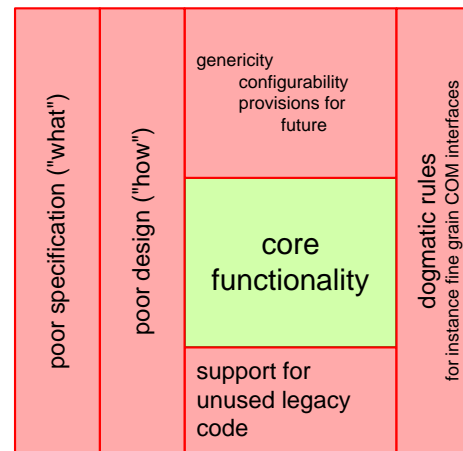 poor specification ("what")
poor design ("how")
genericity
configurability
provisions for
future
core
functionality
support for
unused legacy
code
dogmatic rules
for instance fine grain COM interfaces